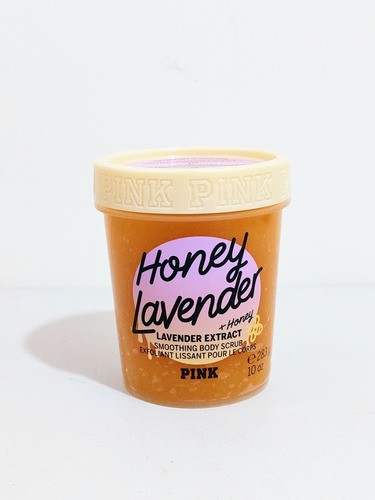 PINK PINK
Honey
Lavender
+ Honey
LAVENDER EXTRACT
SMOOTHING BODY SCRUB
EXFOLIANT LISSANT POUR LE CORPS
℮ 283
10 oz
PINK